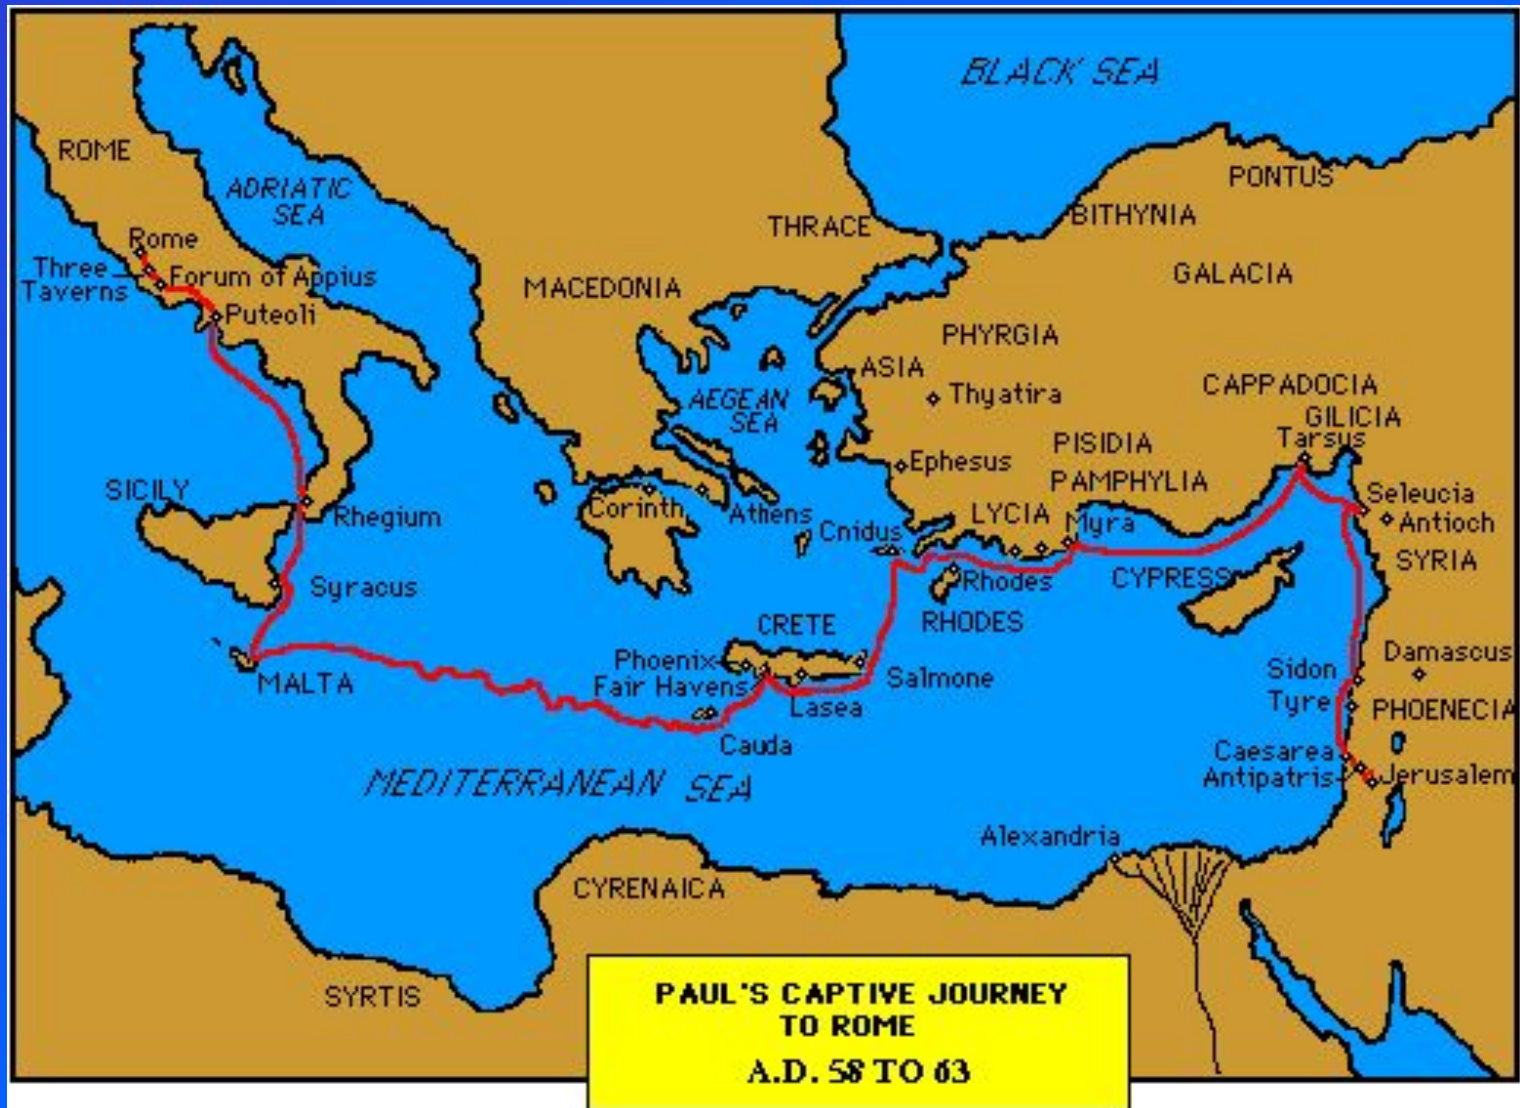 BLACK SEA
ROME
ADRIATIC
SEA
PONTUS
BITHYNIA
THRACE
Rome
Three
Taverns
Forum of Appius
GALACIA
MACEDONIA
Puteoli
PHYRGIA
ASIA
CAPPADOCIA
Thyatira
AEGEAN
SEA
GILICIA
Tarsus
PISIDIA
Ephesus
PAMPHYLIA
SICILY
Seleucia
Rhegium
Corinth
Athens
LYCIA
Myra
Antioch
Cnidus
SYRIA
Syracus
Rhodes
CYPRESS
RHODES
CRETE
Phoenix
Damascus
Fair Havens
MALTA
Salmone
Sidon
Lasea
Tyre
PHOENECIA
Cauda
Caesarea
Antipatris
Jerusalem
MEDITERRANEAN SEA
Alexandria
CYRENAICA
SYRTIS
PAUL'S CAPTIVE JOURNEY
TO ROME
A.D. 58 TO 63